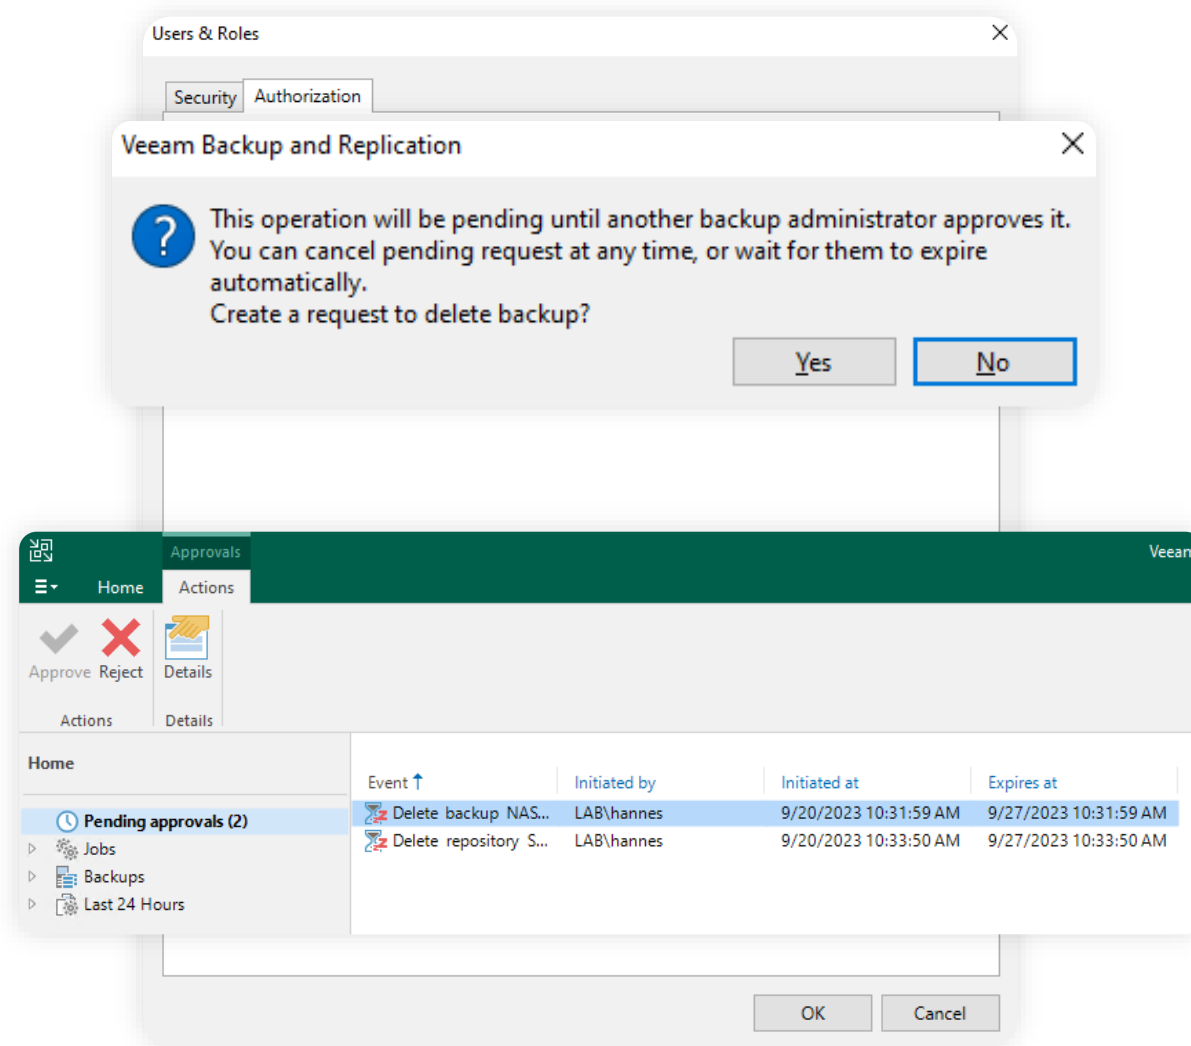 Users & Roles
Security Authorization
Veeam Backup and Replication
This operation will be pending until another backup administrator approves it.
You can cancel pending request at any time, or wait for them to expire
automatically.
Create a request to delete backup?
Yes No
Approvals
Veean
Home Actions
Approve Reject Details
Actions Details
Home
Event Initiated by Initiated at Expires at
Pending approvals (2)
Delete backup NAS... LAB\hannes 9/20/2023 10:31:59 AM 9/27/2023 10:31:59 AM
Jobs
Delete repository S... LAB\hannes 9/20/2023 10:33:50 AM 9/27/2023 10:33:50 AM
Backups
Last 24 Hours
OK Cancel